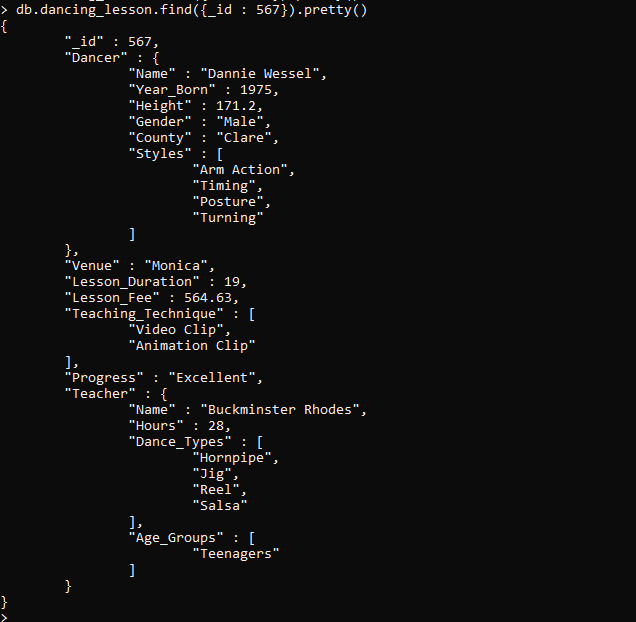 > db.dancing_lesson.find({_id : 567}).pretty()
{
        "_id" : 567,
        "Dancer" : {
                "Name" : "Dannie Wessel",
                "Year_Born" : 1975,
                "Height" : 171.2,
                "Gender" : "Male",
                "County" : "Clare",
                "Styles" : [
                        "Arm Action",
                        "Timing",
                        "Posture",
                        "Turning"
                ]
        },
        "Venue" : "Monica",
        "Lesson_Duration" : 19,
        "Lesson_Fee" : 564.63,
        "Teaching_Technique" : [
                "Video Clip",
                "Animation Clip"
        ],
        "Progress" : "Excellent",
        "Teacher" : {
                "Name" : "Buckminster Rhodes",
                "Hours" : 28,
                "Dance_Types" : [
                        "Hornpipe",
                        "Jig",
                        "Reel",
                        "Salsa"
                ],
                "Age_Groups" : [
                        "Teenagers"
                ]
        }
}
>